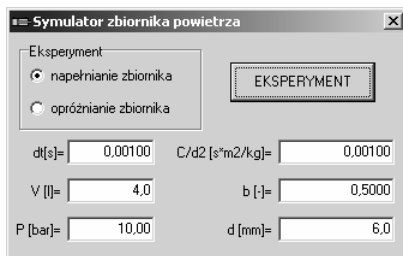 Symulator zbiornika powietrza
Eksperyment
napełnianie zbiornika
opróżnianie zbiornika
EKSPERYMENT
dt[s]= 0,00100 C/d2 [s*m2/kg]= 0,00100
V [l]= 4,0 b [-]= 0,5000
P [bar]= 10,00 d [mm]= 6,0